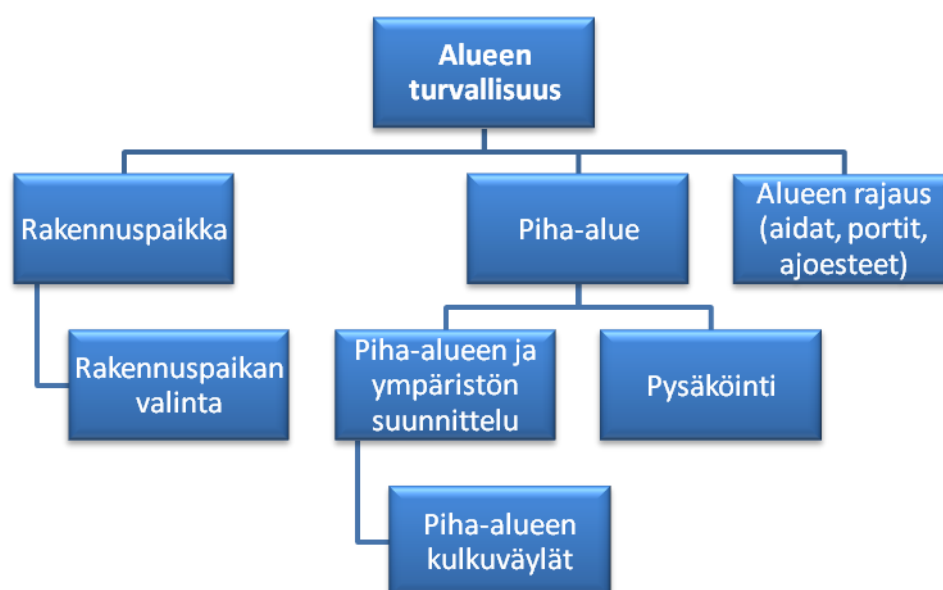 Alueen
turvallisuus
Rakennuspaikka
Piha-alue
Alueen rajaus
(aidat, portit,
ajoesteet)
Rakennuspaikan
valinta
Piha-alueen ja
ympäristön
suunnittelu
Pysäköinti
Piha-alueen
kulkuväylät